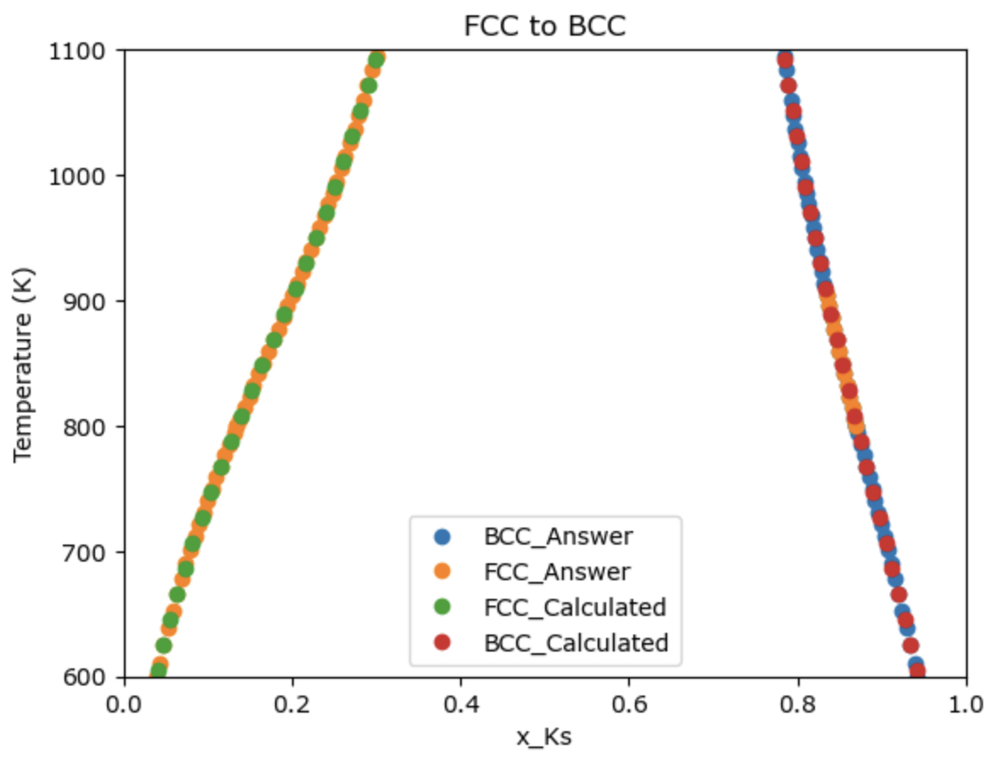 FCC to BCC
1100
1000
900
800
700
600
Temperature (K)
BCC_Answer
FCC_Answer
FCC_Calculated
BCC_Calculated
0.0 0.2 0.4 0.6 0.8 1.0
x_Ks